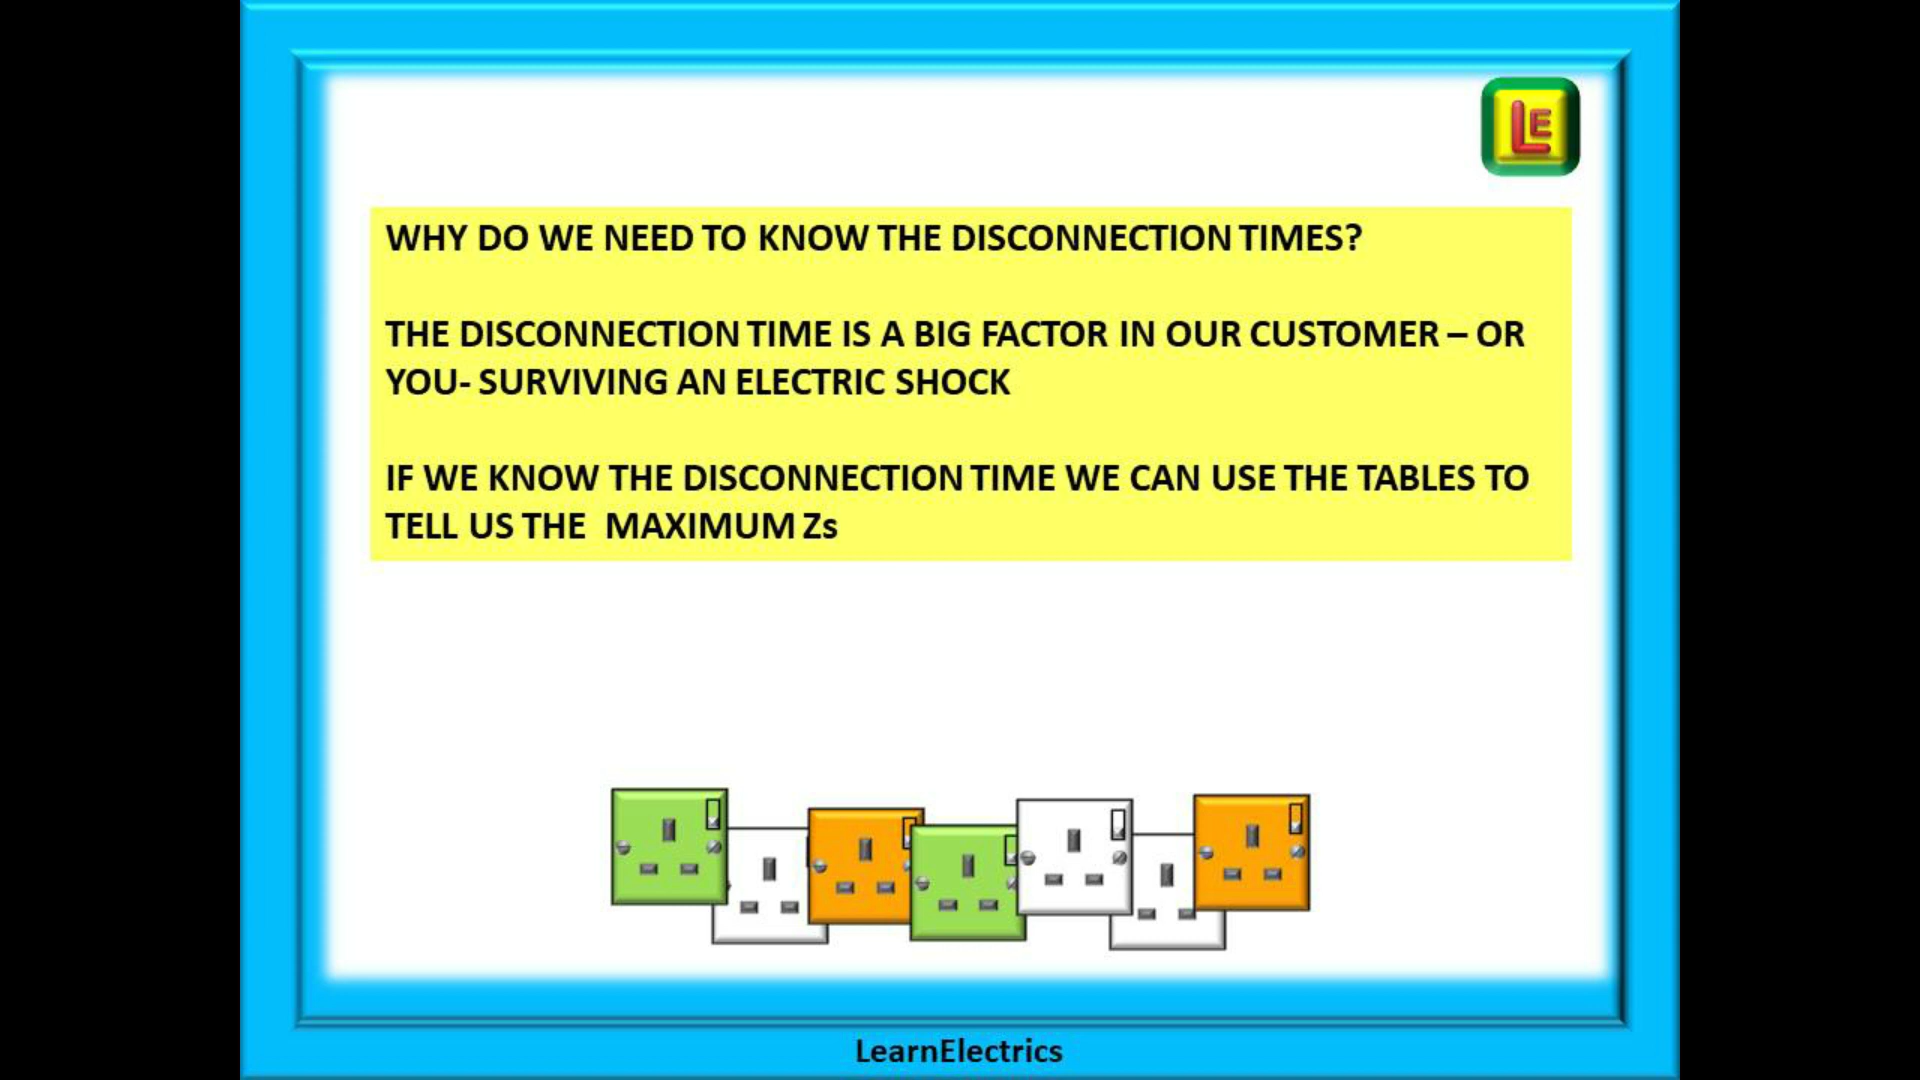 LE
WHY DO WE NEED TO KNOW THE DISCONNECTION TIMES?
THE DISCONNECTION TIME IS A BIG FACTOR IN OUR CUSTOMER – OR
YOU- SURVIVING AN ELECTRIC SHOCK
IF WE KNOW THE DISCONNECTION TIME WE CAN USE THE TABLES TO
TELL US THE  MAXIMUM Zs
LearnElectrics